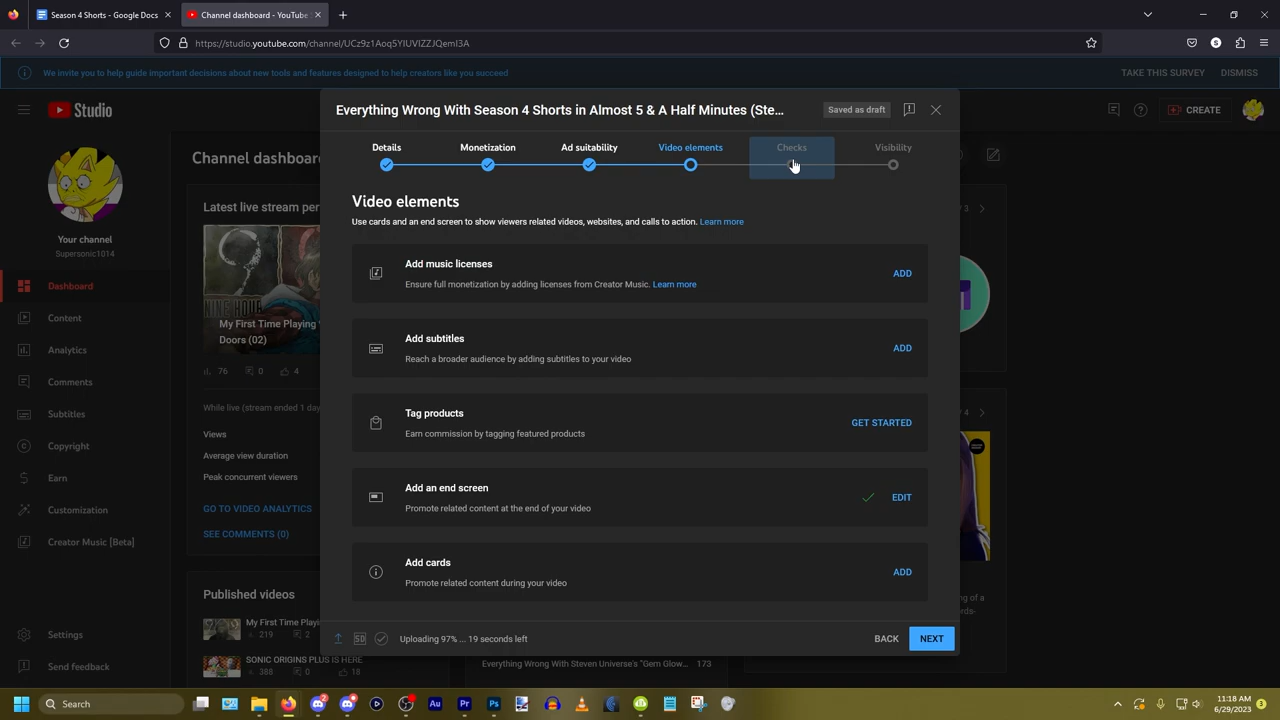 Season 4 Shorts - Google Docs
Channel dashboard - YouTube
https://studio.youtube.com/channel/UCz9z1AoqSYIUVIZZJQemI3A
We invite you to help guide important decisions about new tools and features designed to help creators like you succeed
TAKE THIS SURVEY
DISMISS
Studio
CREATE
Everything Wrong With Season 4 Shorts in Almost 5 & A Half Minutes (Ste...
Saved as draft
Details
Monetization
Ad suitability
Video elements
Checks
Visibility
Channel dashboard
Your channel
Supersonic1014
Dashboard
Content
Analytics
Comments
Subtitles
Copyright
Earn
Customization
Creator Music [Beta]
Settings
Send feedback
Latest live stream per
NINE HOUR
My First Time Playing
Doors (02)
76
0
4
While live (stream ended 1 day
Views
Average view duration
Peak concurrent viewers
GO TO VIDEO ANALYTICS
SEE COMMENTS (0)
Published videos
My First Time Playi
219
2
SONIC ORIGINS PLUS IS HERE
388
0
18
Video elements
Use cards and an end screen to show viewers related videos, websites, and calls to action. Learn more
Add music licenses
Ensure full monetization by adding licenses from Creator Music. Learn more
ADD
Add subtitles
Reach a broader audience by adding subtitles to your video
ADD
Tag products
Earn commission by tagging featured products
GET STARTED
Add an end screen
Promote related content at the end of your video
EDIT
Add cards
Promote related content during your video
ADD
SD
Uploading 97% ... 19 seconds left
BACK
NEXT
Everything Wrong With Steven Universe's "Gem Glow...
173
/ 3
/ 4
ng of a
rds-
Search
11:18 AM
6/29/2023